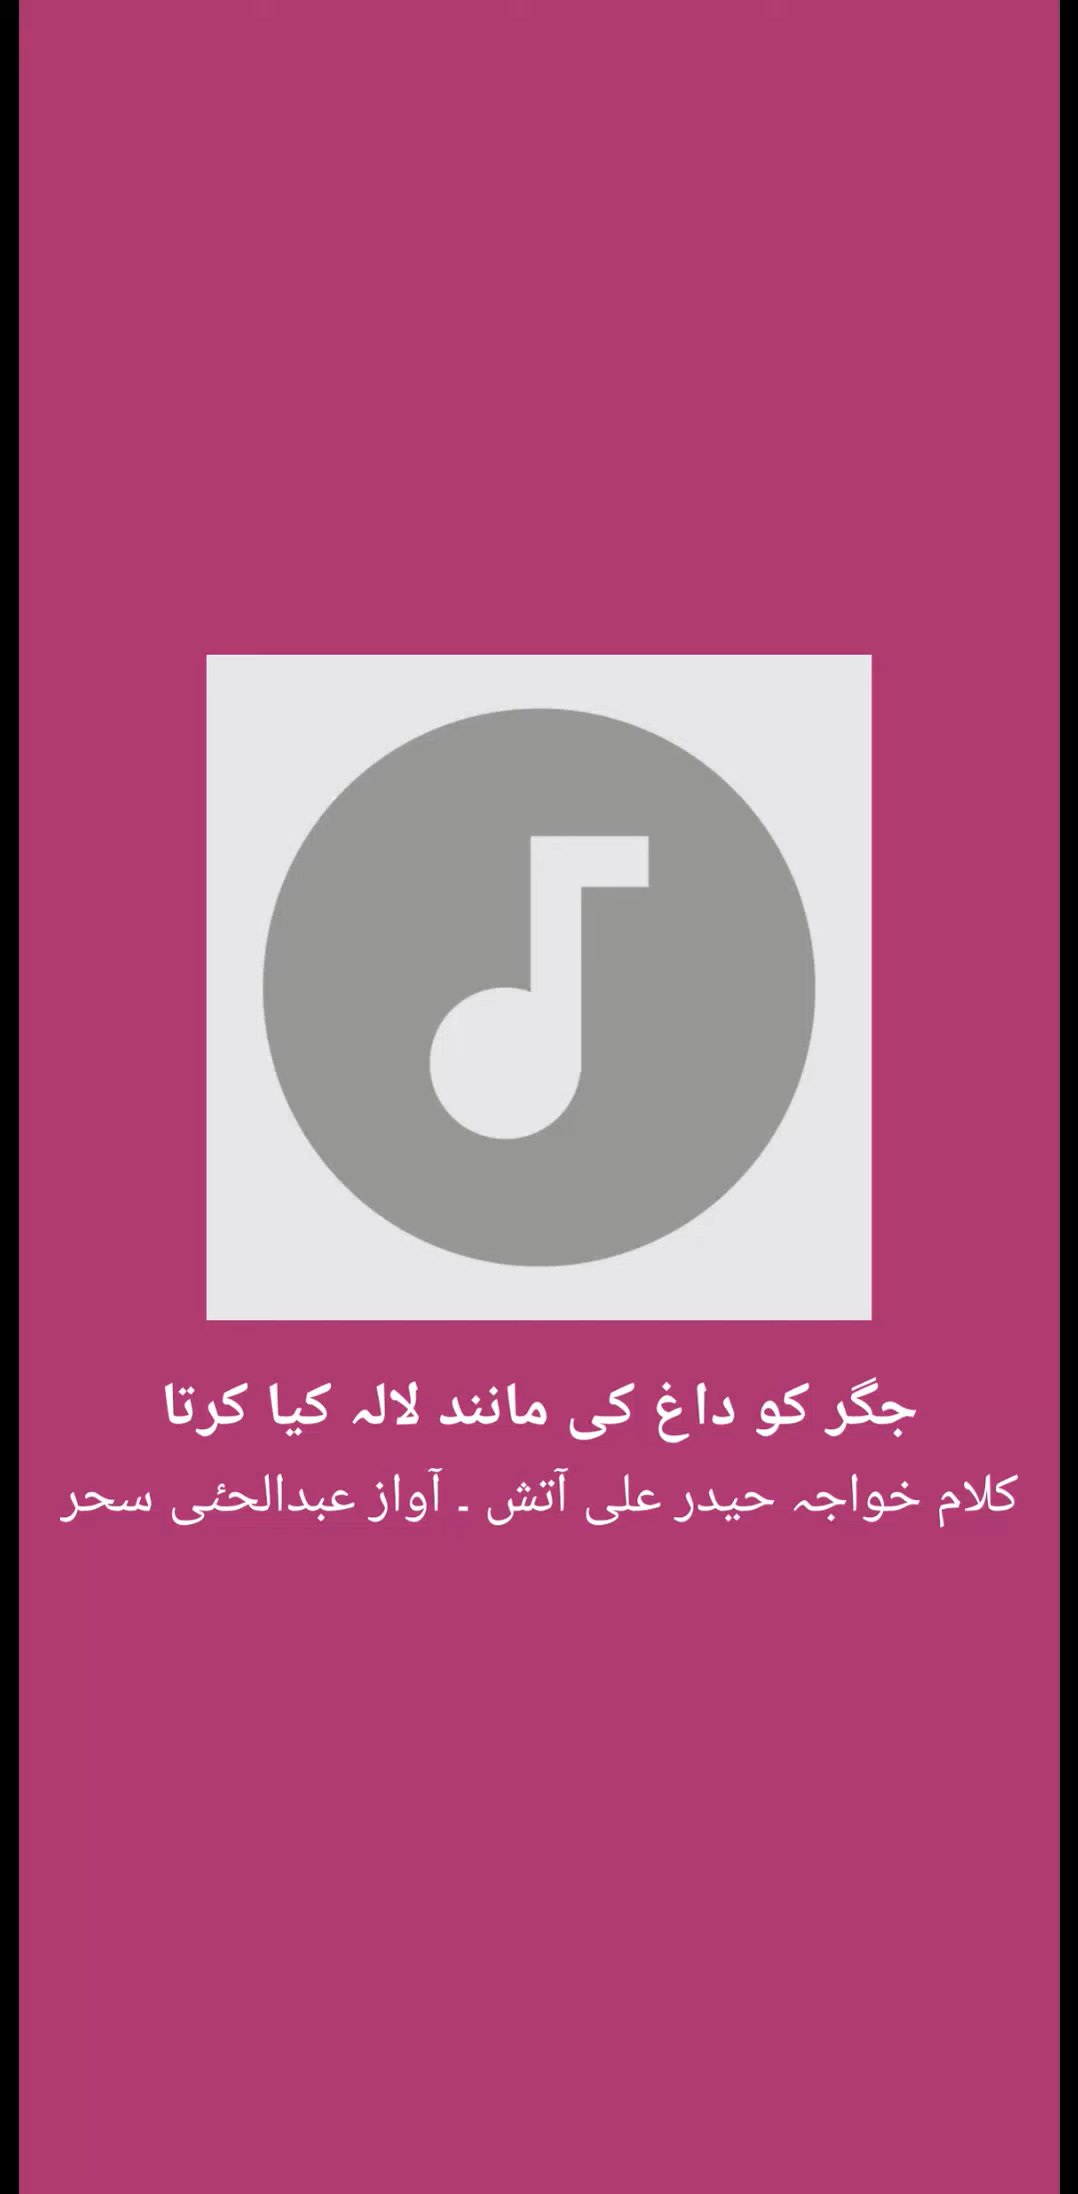 جگر کو داغ کی مانند لالہ کیا کرتا
کلام خواجہ حیدر علی آتش ۔ آواز عبدالحئی سحر